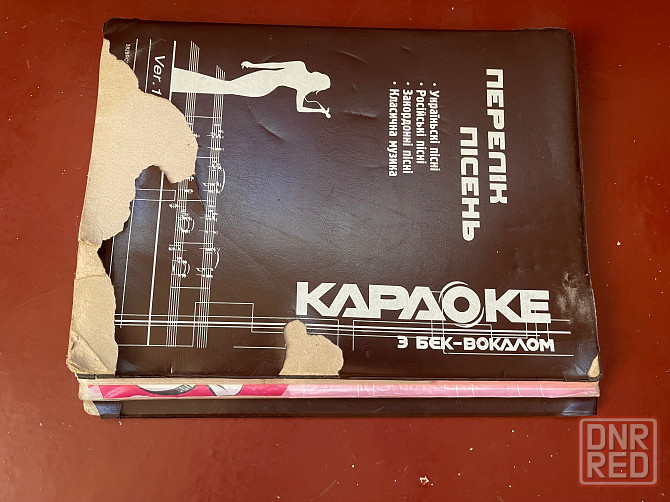 ПЕРЕЛІК
ПІСЕНЬ
• Українські пісні
• Російські пісні
• Закордонні пісні
• Класична музика
Ver. 1
КАРАОКЕ
З БЕК-ВОКАЛОМ
DNR
RED